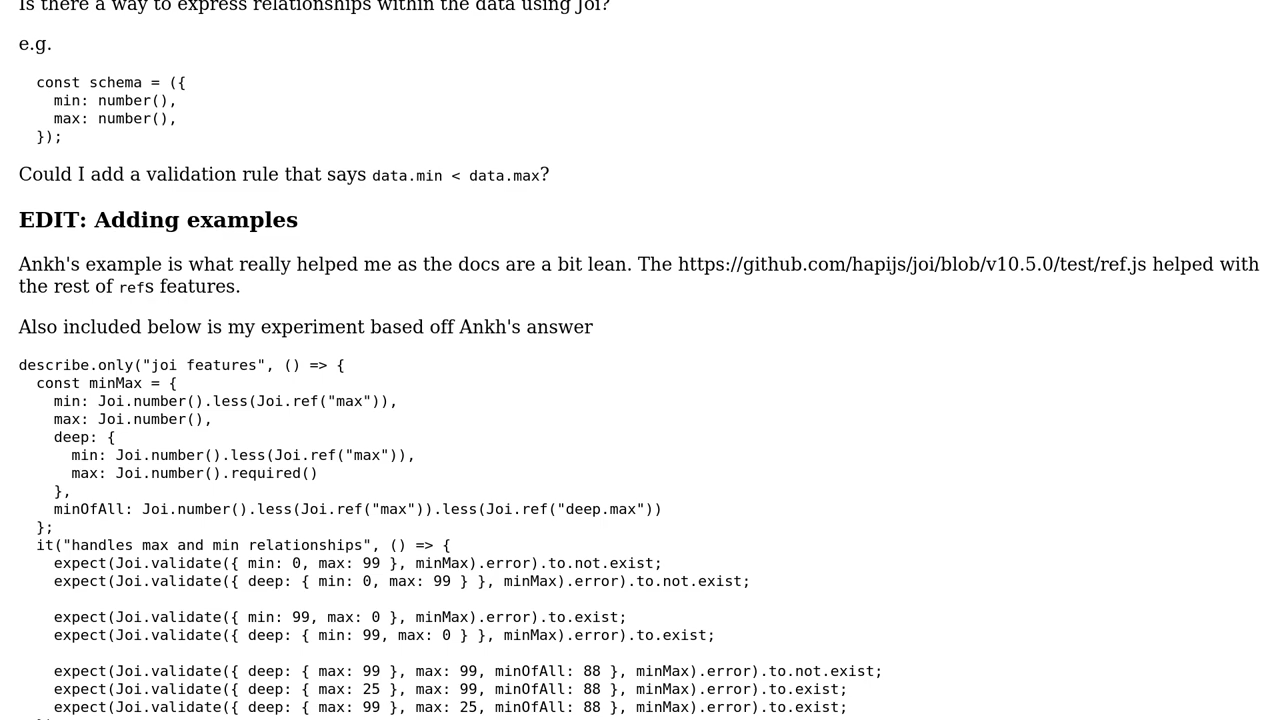 Is there a way to express relationships within the data using Joi?
e.g.
const schema = ({
min: number(),
max: number(),
});
Could I add a validation rule that says data.min < data.max?
EDIT: Adding examples
Ankh's example is what really helped me as the docs are a bit lean. The https://github.com/hapijs/joi/blob/v10.5.0/test/ref.js helped with
the rest of refs features.
Also included below is my experiment based off Ankh's answer
describe.only("joi features", () => {
const minMax = {
min: Joi.number().less(Joi.ref("max")),
max: Joi.number(),
deep: {
min: Joi.number().less(Joi.ref("max")),
max: Joi.number().required()
},
minOfAll: Joi.number().less(Joi.ref("max")).less(Joi.ref("deep.max"))
};
it("handles max and min relationships", () => {
expect(Joi.validate({ min: 0, max: 99 }, minMax).error).to.not.exist;
expect(Joi.validate({ deep: { min: 0, max: 99 } }, minMax).error).to.not.exist;
expect(Joi.validate({ min: 99, max: 0 }, minMax).error).to.exist;
expect(Joi.validate({ deep: { min: 99, max: 0 } }, minMax).error).to.exist;
expect(Joi.validate({ deep: { max: 99 }, max: 99, minOfAll: 88 }, minMax).error).to.not.exist;
expect(Joi.validate({ deep: { max: 25 }, max: 99, minOfAll: 88 }, minMax).error).to.exist;
expect(Joi.validate({ deep: { max: 99 }, max: 25, minOfAll: 88 }, minMax).error).to.exist;